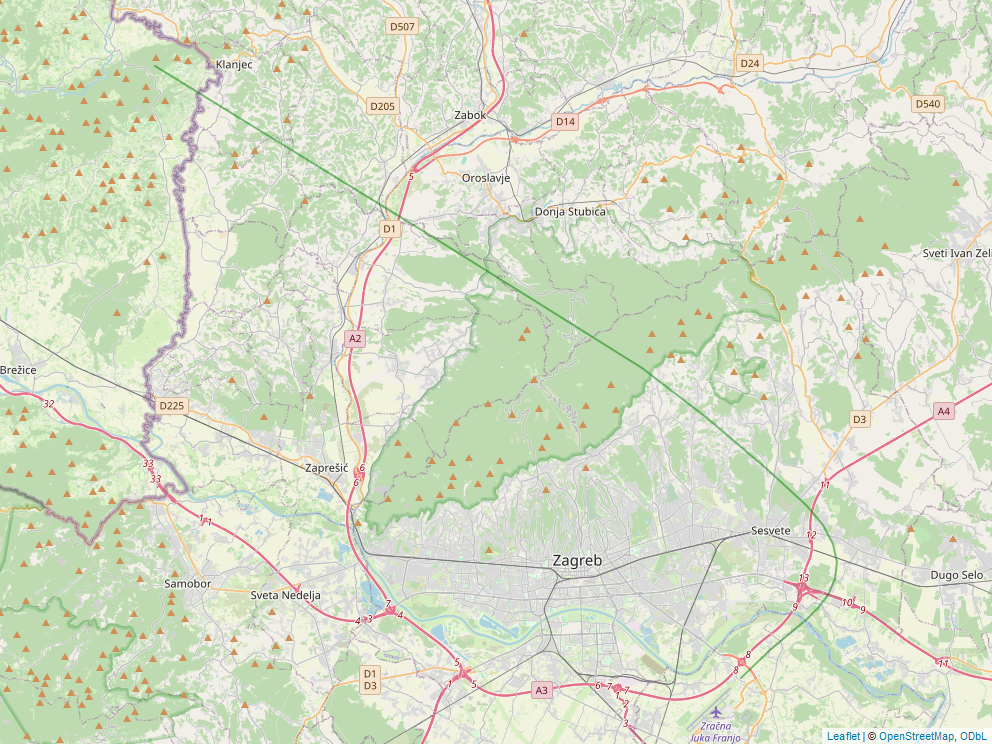 D507
Klanjec
D24
D205
D540
Zabok
D14
5
Oroslavje
Donja Stubica
D1
Sveti Ivan Zeli
A2
Brežice
32
D225
A4
D3
33
Zaprešić
6
6
33
11
1
1
Sesvete
12
Zagreb
Samobor
13
Dugo Selo
Sveta Nedelja
7
10
9
9
4
3
4
5
8
11
D1
D3
8
1
5
A3
6
7
7
1
2
3
Zračna
luka Franjo
Leaflet | © OpenStreetMap, ODbL